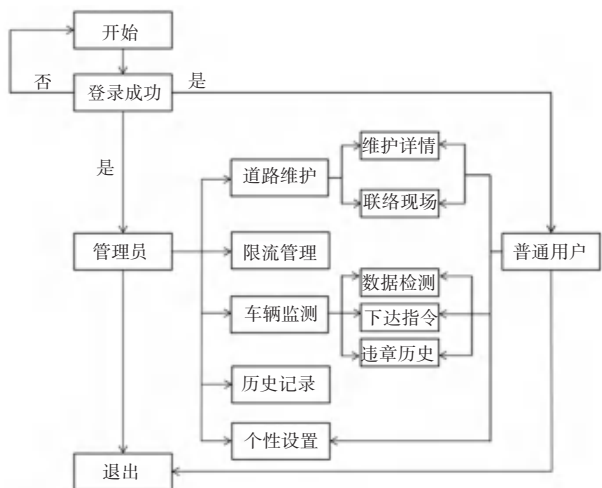 开始
否
登录成功
是
是
维护详情
道路维护
联络现场
管理员
限流管理
普通用户
数据检测
车辆监测
下达指令
违章历史
历史记录
个性设置
退出